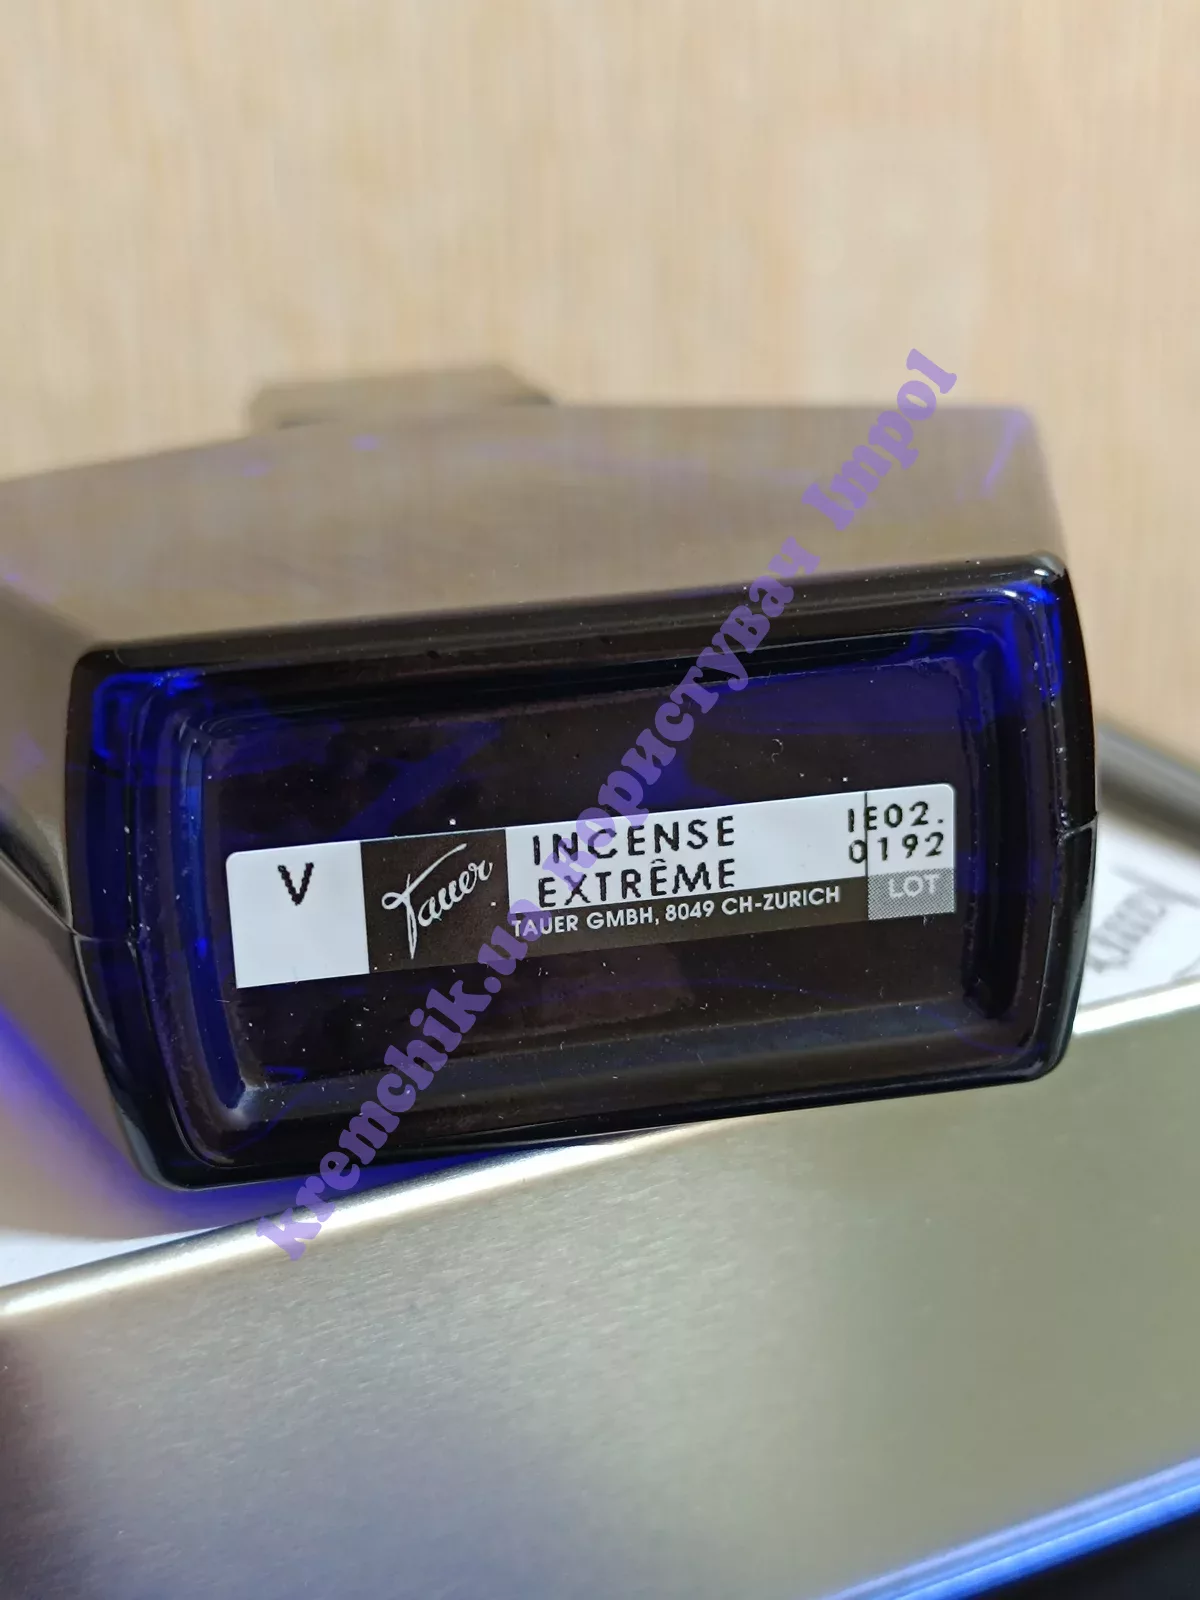 V
Tauer
INCENSE
EXTRÊME
TAUER GMBH, 8049 CH-ZURICH
IE02.
0192
LOT
kremchik.ua користувач Impol